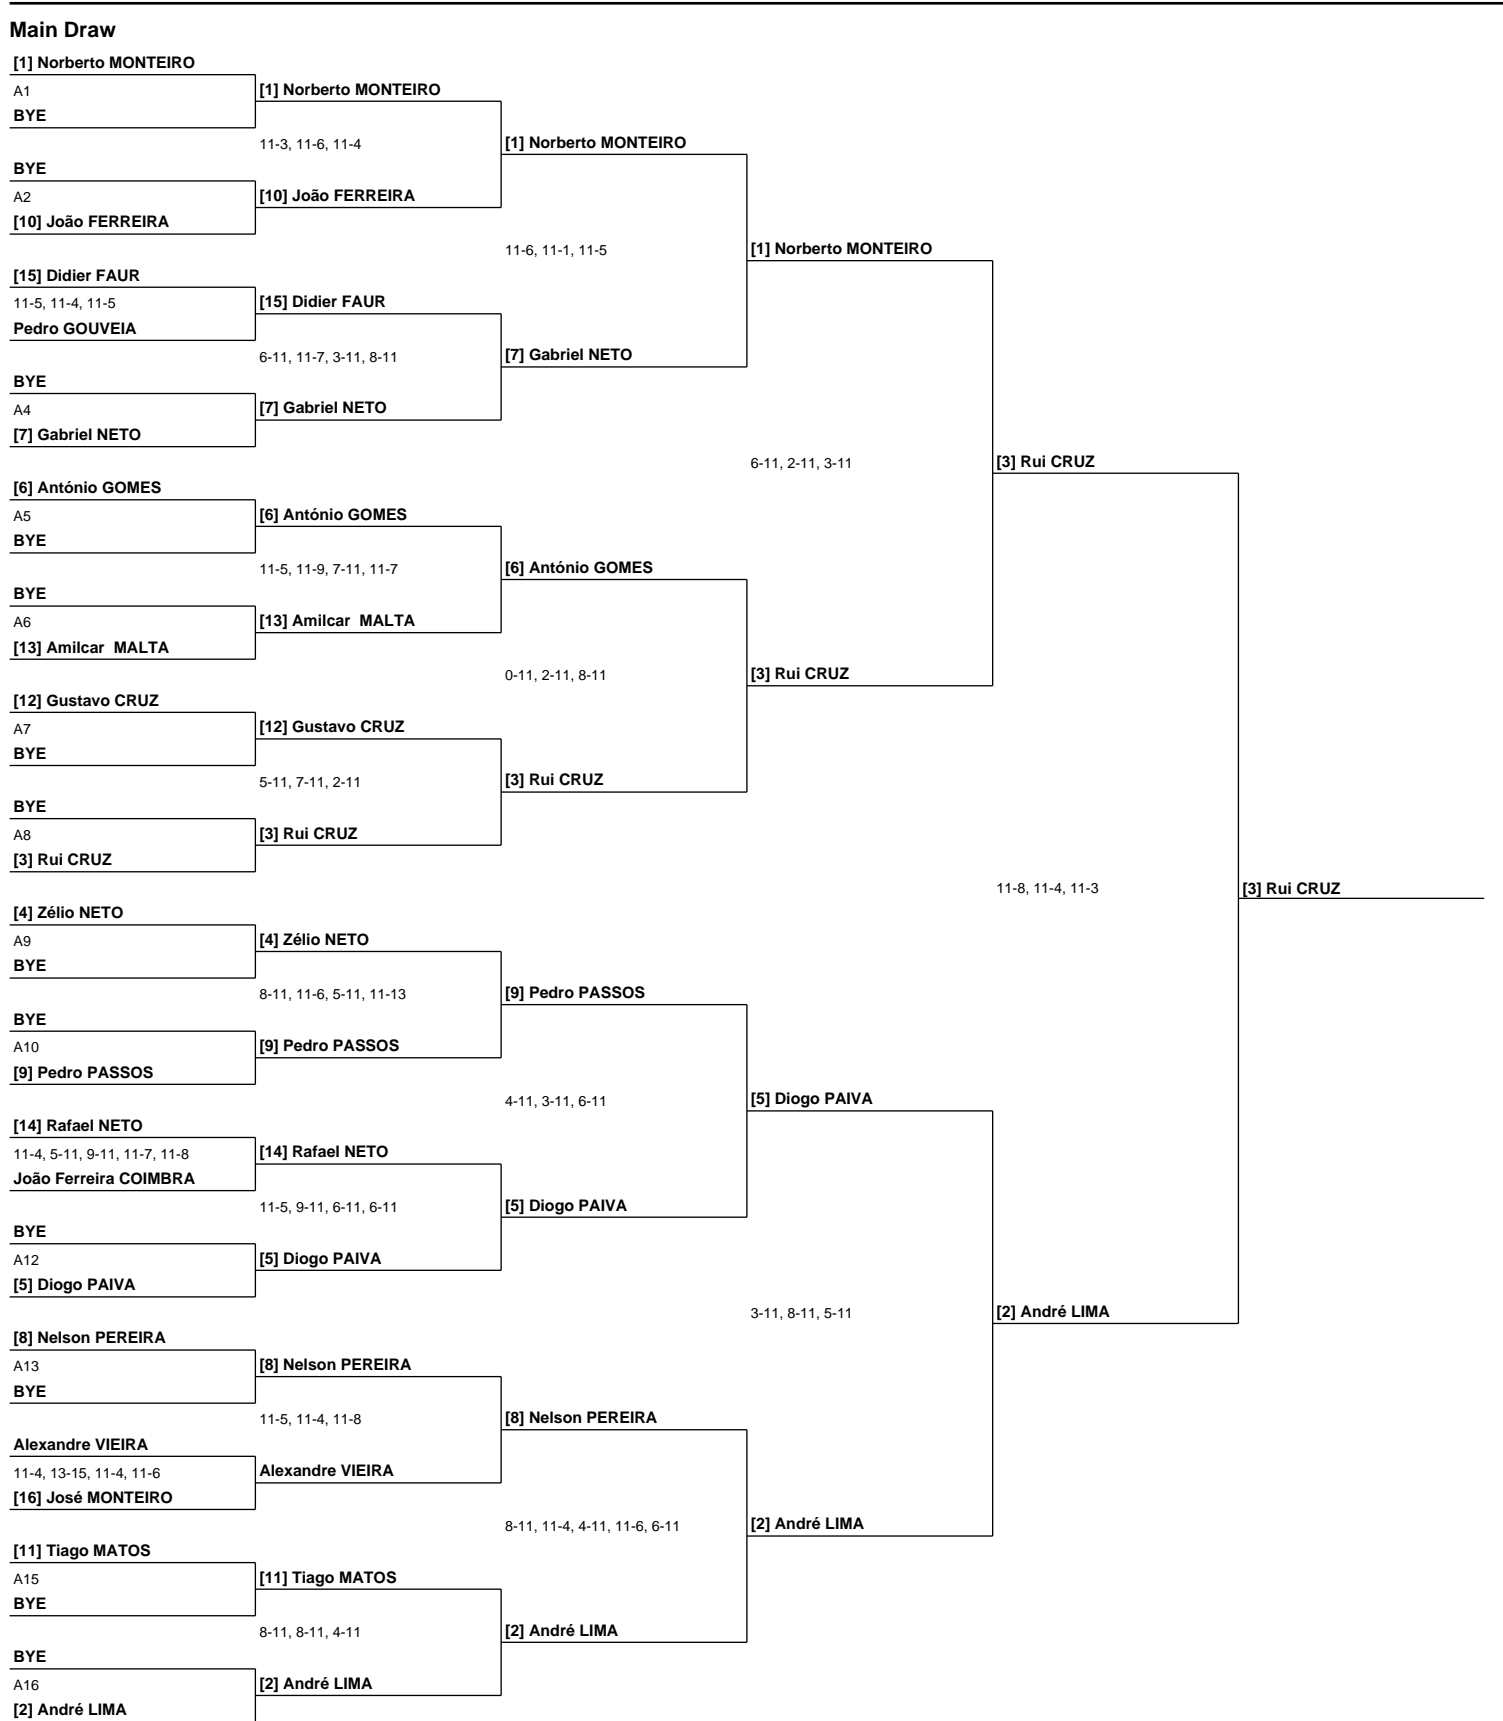 Main Draw
[1] Norberto MONTEIRO
A1
[1] Norberto MONTEIRO
BYE
11-3, 11-6, 11-4
[1] Norberto MONTEIRO
BYE
A2
[10] João FERREIRA
[10] João FERREIRA
11-6, 11-1, 11-5
[1] Norberto MONTEIRO
[15] Didier FAUR
11-5, 11-4, 11-5
[15] Didier FAUR
Pedro GOUVEIA
6-11, 11-7, 3-11, 8-11
[7] Gabriel NETO
BYE
A4
[7] Gabriel NETO
[7] Gabriel NETO
6-11, 2-11, 3-11
[3] Rui CRUZ
[6] António GOMES
A5
[6] António GOMES
BYE
11-5, 11-9, 7-11, 11-7
[6] António GOMES
BYE
A6
[13] Amilcar  MALTA
[13] Amilcar  MALTA
0-11, 2-11, 8-11
[3] Rui CRUZ
[12] Gustavo CRUZ
A7
[12] Gustavo CRUZ
BYE
5-11, 7-11, 2-11
[3] Rui CRUZ
BYE
A8
[3] Rui CRUZ
[3] Rui CRUZ
11-8, 11-4, 11-3
[3] Rui CRUZ
[4] Zélio NETO
A9
[4] Zélio NETO
BYE
8-11, 11-6, 5-11, 11-13
[9] Pedro PASSOS
BYE
A10
[9] Pedro PASSOS
[9] Pedro PASSOS
4-11, 3-11, 6-11
[5] Diogo PAIVA
[14] Rafael NETO
11-4, 5-11, 9-11, 11-7, 11-8
[14] Rafael NETO
João Ferreira COIMBRA
11-5, 9-11, 6-11, 6-11
[5] Diogo PAIVA
BYE
A12
[5] Diogo PAIVA
[5] Diogo PAIVA
3-11, 8-11, 5-11
[2] André LIMA
[8] Nelson PEREIRA
A13
[8] Nelson PEREIRA
BYE
11-5, 11-4, 11-8
[8] Nelson PEREIRA
Alexandre VIEIRA
11-4, 13-15, 11-4, 11-6
Alexandre VIEIRA
[16] José MONTEIRO
8-11, 11-4, 4-11, 11-6, 6-11
[2] André LIMA
[11] Tiago MATOS
A15
[11] Tiago MATOS
BYE
8-11, 8-11, 4-11
[2] André LIMA
BYE
A16
[2] André LIMA
[2] André LIMA